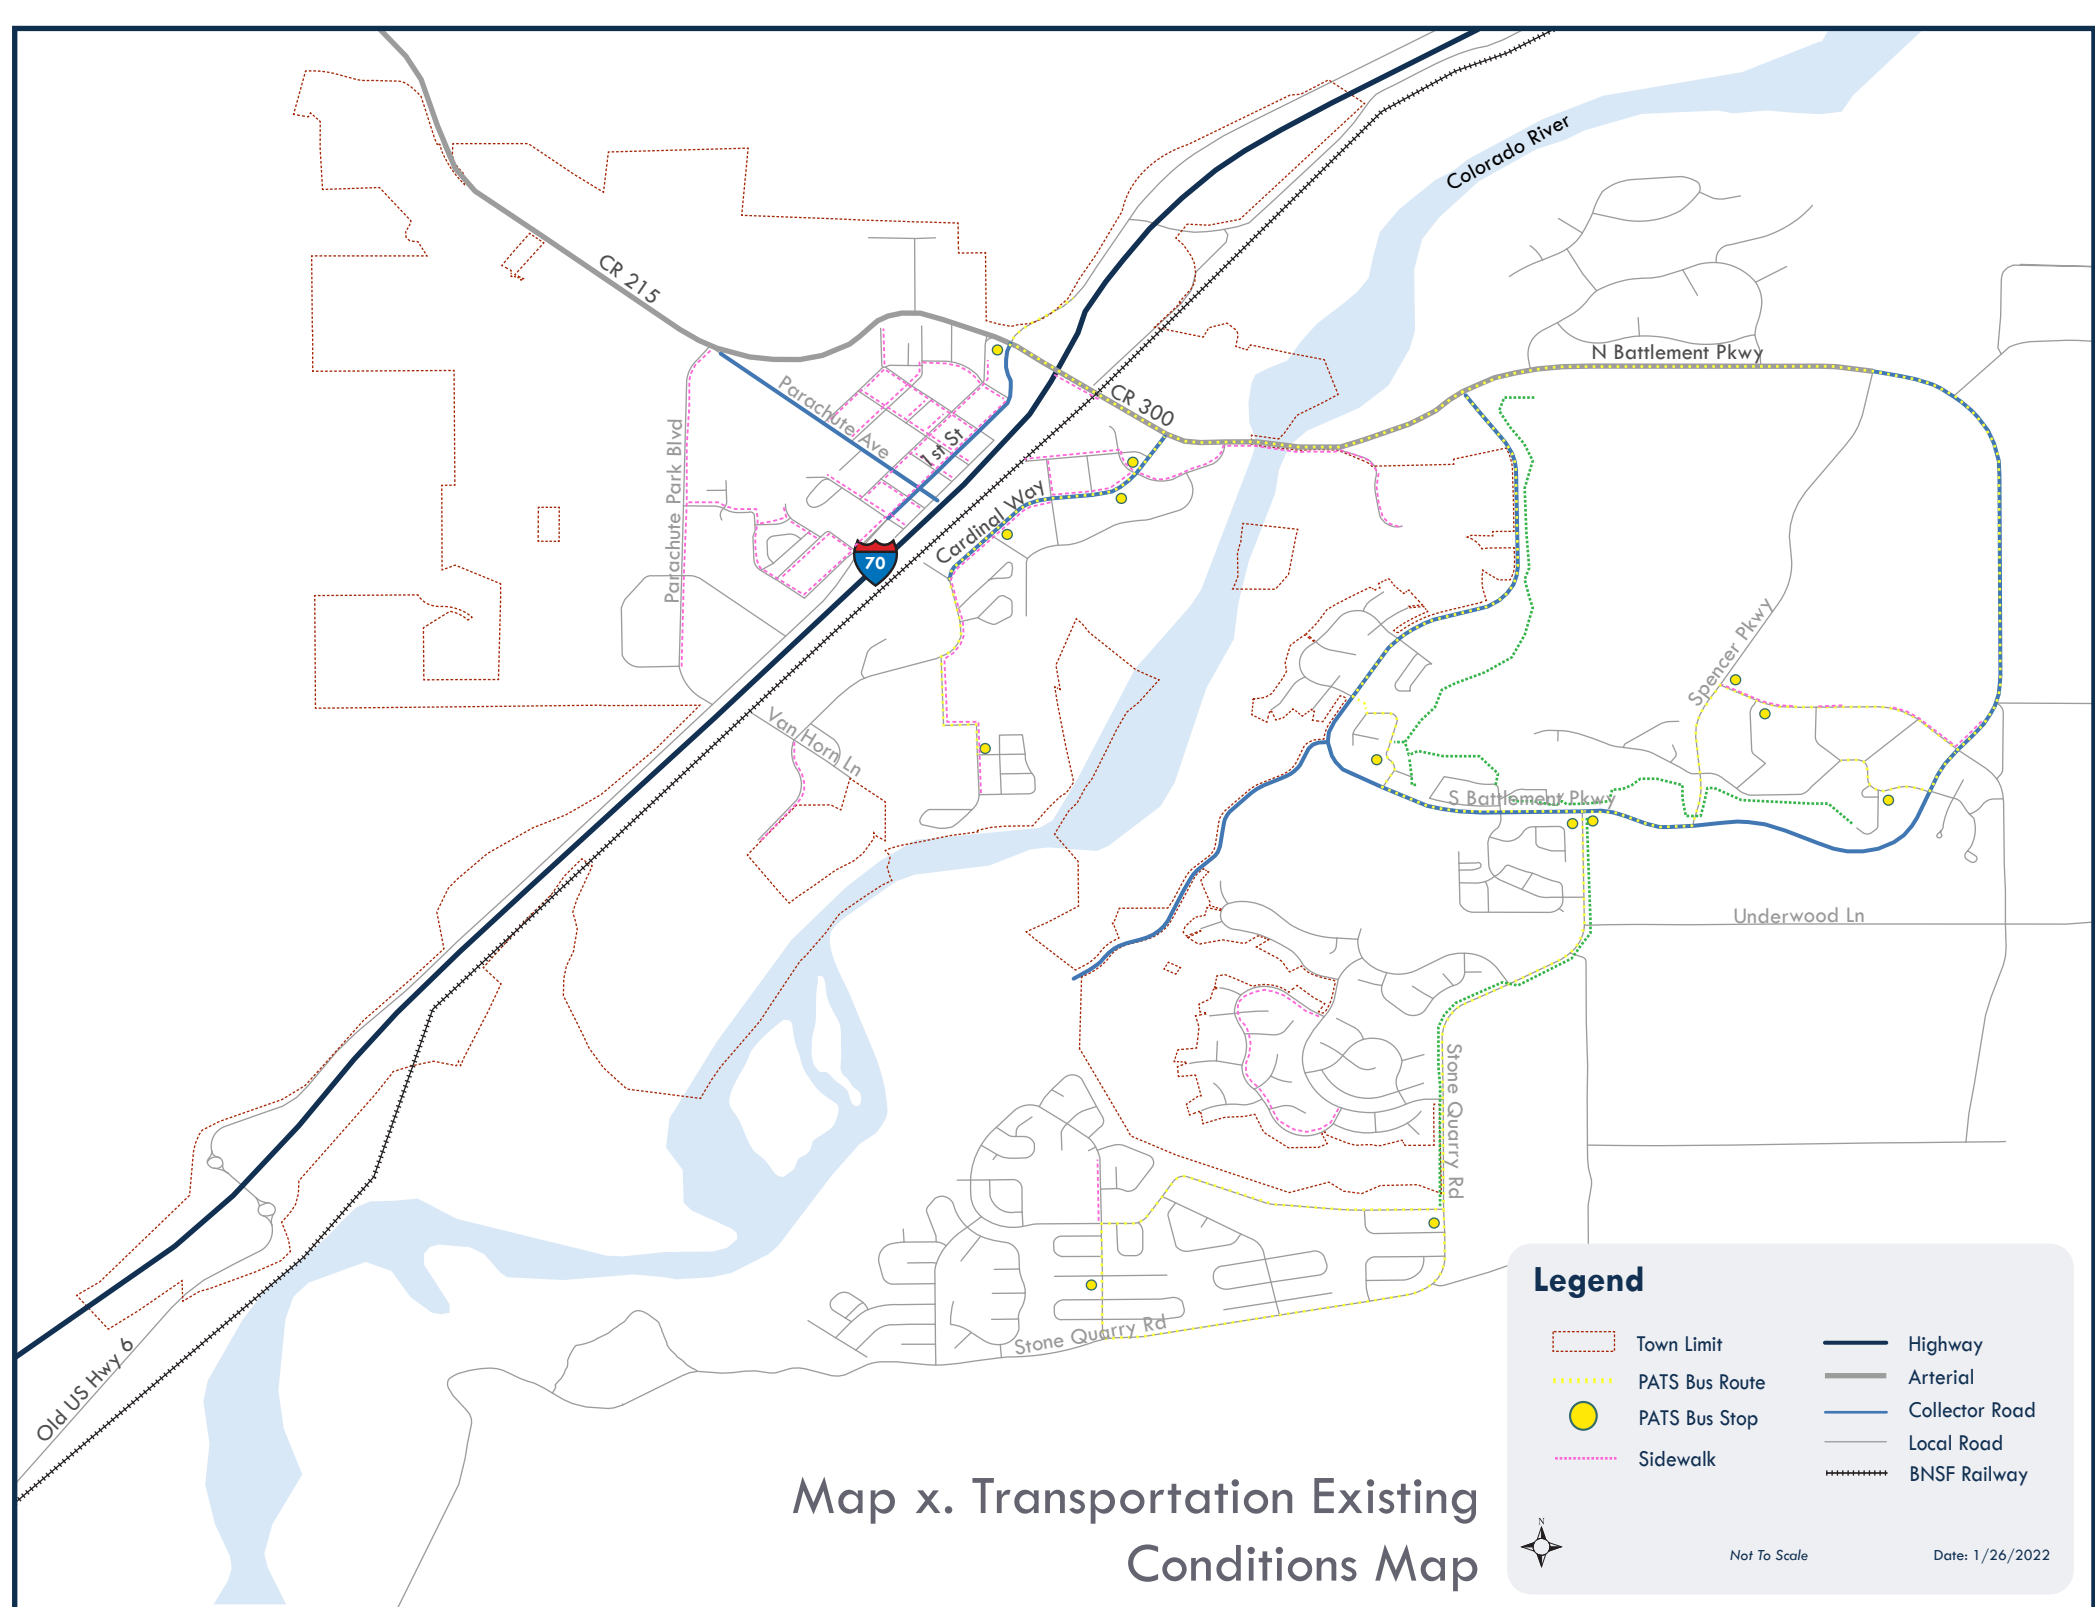 Colorado River
CR 215
N Battlement Pkwy
Parachute Ave
CR 300
1st St
Parachute Park Blvd
Cardinal Way
70
Spencer Pkwy
Van Horn Ln
S Battlement Pkwy
Underwood Ln
Stone Quarry Rd
Stone Quarry Rd
Old US Hwy 6
Legend
Town Limit
PATS Bus Route
PATS Bus Stop
Sidewalk
Highway
Arterial
Collector Road
Local Road
BNSF Railway
N
Not To Scale
Date: 1/26/2022
Map x. Transportation Existing
Conditions Map